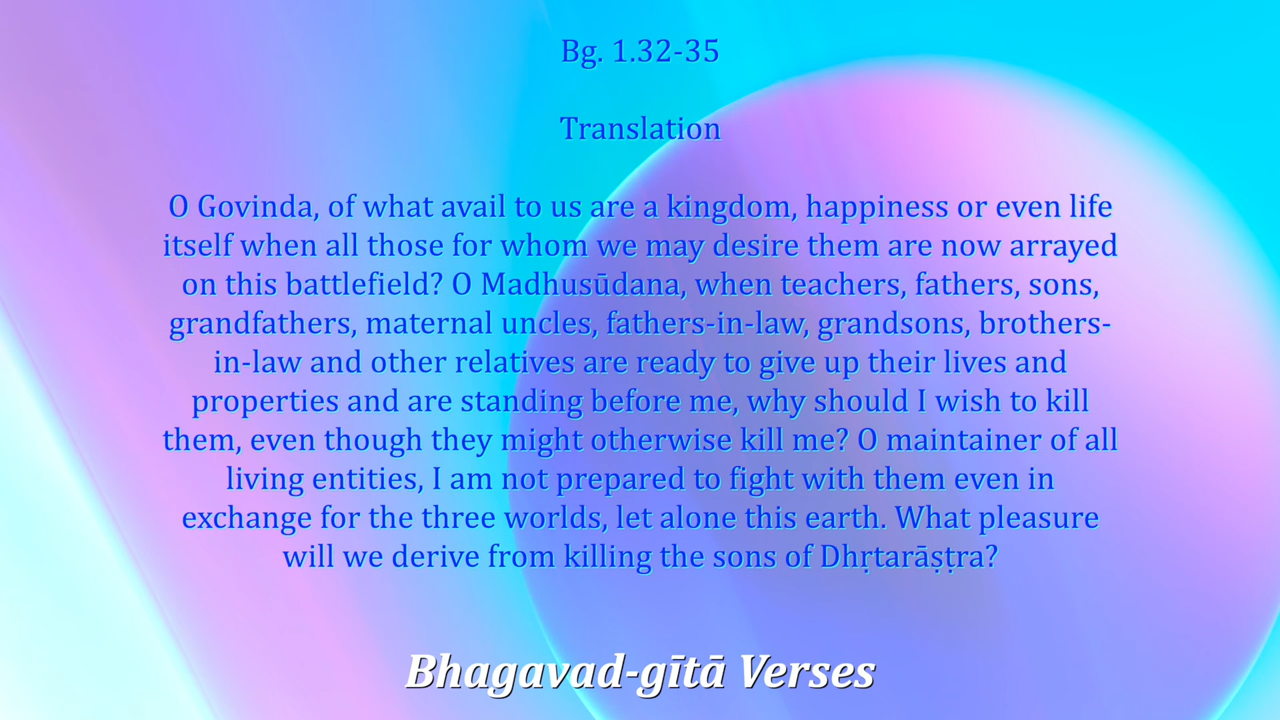 Bg. 1.32-35
Translation
O Govinda, of what avail to us are a kingdom, happiness or even life
itself when all those for whom we may desire them are now arrayed
on this battlefield? O Madhusūdana, when teachers, fathers, sons,
grandfathers, maternal uncles, fathers-in-law, grandsons, brothers-
in-law and other relatives are ready to give up their lives and
properties and are standing before me, why should I wish to kill
them, even though they might otherwise kill me? O maintainer of all
living entities, I am not prepared to fight with them even in
exchange for the three worlds, let alone this earth. What pleasure
will we derive from killing the sons of Dhṛtarāṣṭra?
Bhagavad-gītā Verses